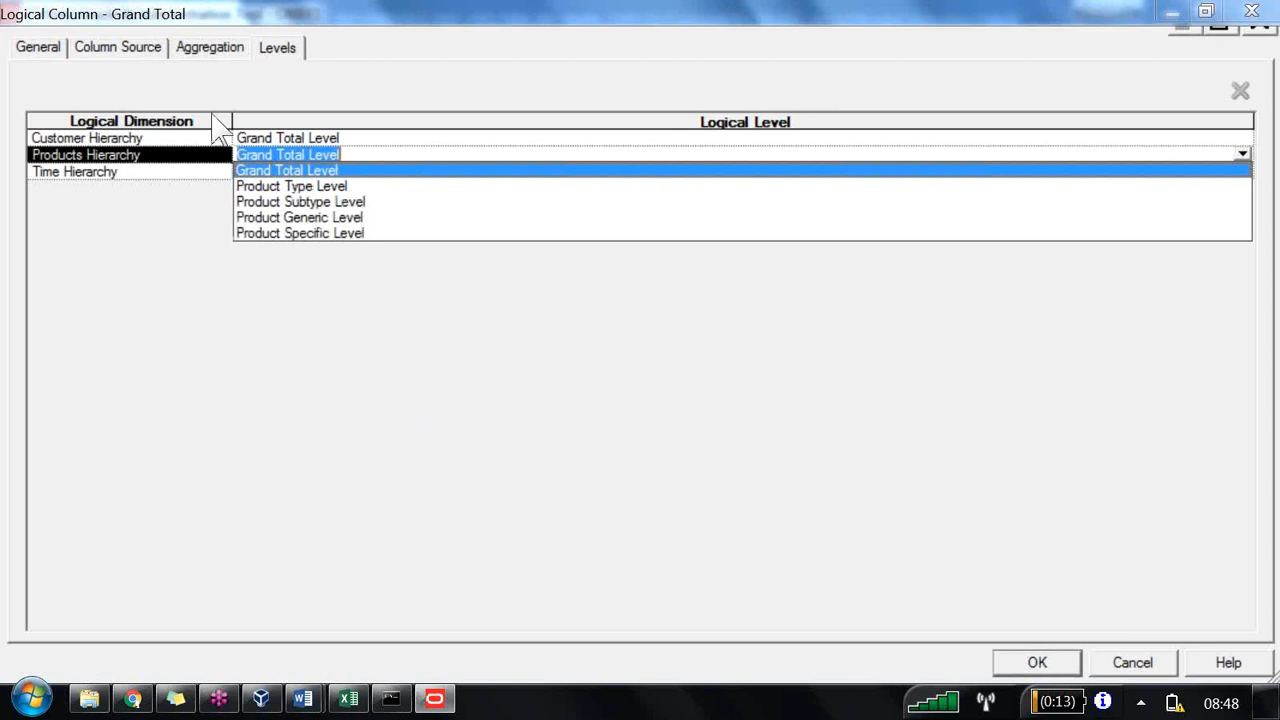 Logical Column - Grand Total
General
Column Source
Aggregation
Levels
Logical Dimension
Logical Level
Customer Hierarchy
Grand Total Level
Products Hierarchy
Grand Total Level
Time Hierarchy
Grand Total Level
Product Type Level
Product Subtype Level
Product Generic Level
Product Specific Level
OK
Cancel
Help
(0:13)
08:48